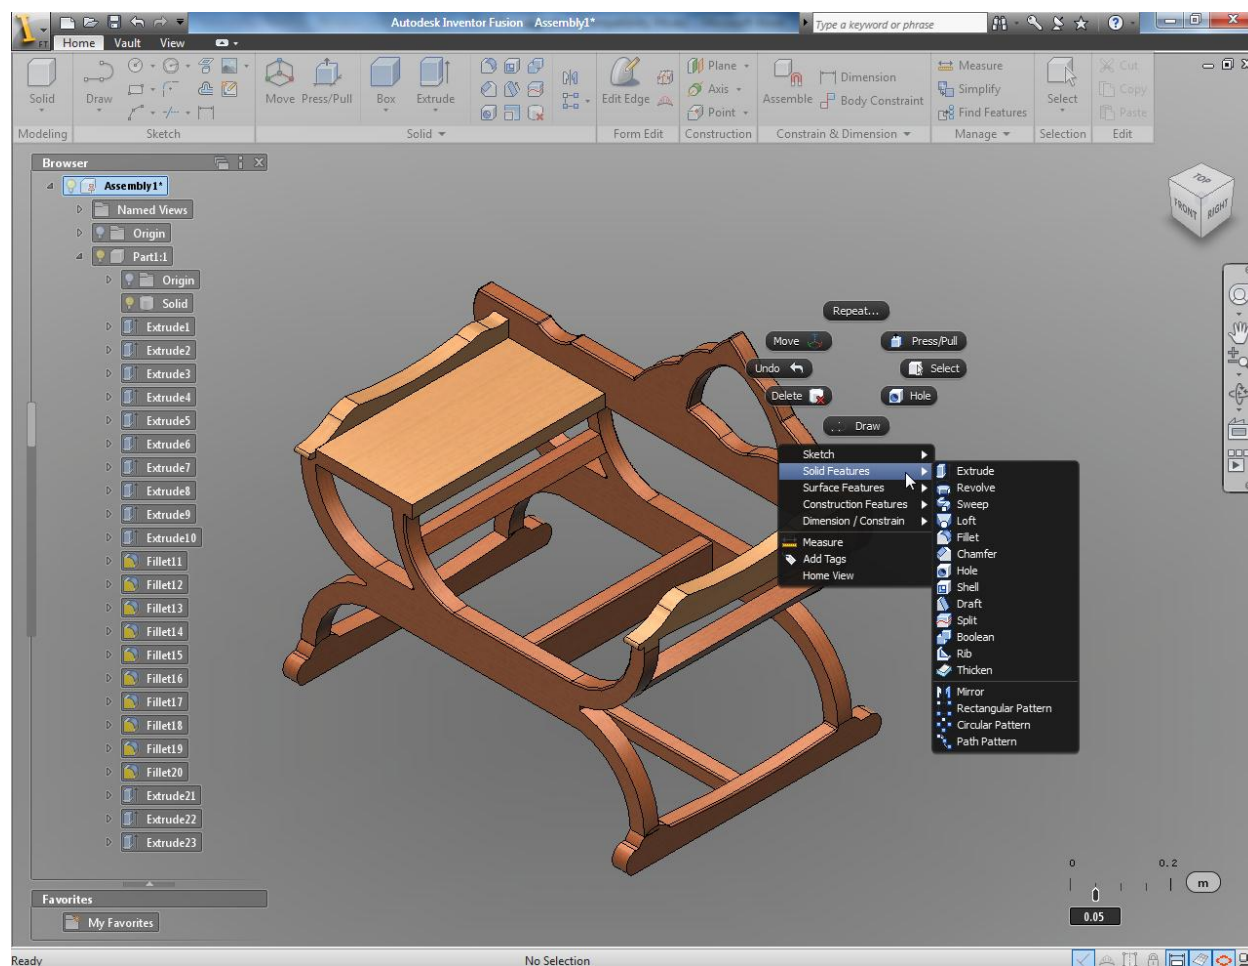 Autodesk Inventor Fusion Assembly1*
Type a keyword or phrase
FT
Home Vault View
Plane
Measure
Cut
Axis
Dimension
Simplify
Copy
Solid Draw Move Press/Pull Box Extrude Edit Edge Point Assemble Body Constraint Find Features Select Paste
Modeling Sketch Solid Form Edit Construction Constrain & Dimension Manage Selection Edit
Browser
Assembly1*
Named Views
Origin
Part1:1
Origin
Solid
Extrude1
Extrude2
Extrude3
Extrude4
Extrude5
Extrude6
Extrude7
Extrude8
Extrude9
Extrude10
Fillet11
Fillet12
Fillet13
Fillet14
Fillet15
Fillet16
Fillet17
Fillet18
Fillet19
Fillet20
Extrude21
Extrude22
Extrude23
Favorites
My Favorites
TOP
FRONT RIGHT
Repeat...
Move Press/Pull
Undo Select
Delete Hole
Draw
Sketch
Solid Features
Surface Features
Construction Features
Dimension / Constrain
Measure
Add Tags
Home View
Extrude
Revolve
Sweep
Loft
Fillet
Chamfer
Hole
Shell
Draft
Split
Boolean
Rib
Thicken
Mirror
Rectangular Pattern
Circular Pattern
Path Pattern
0 0.2
m
0.05
Ready No Selection